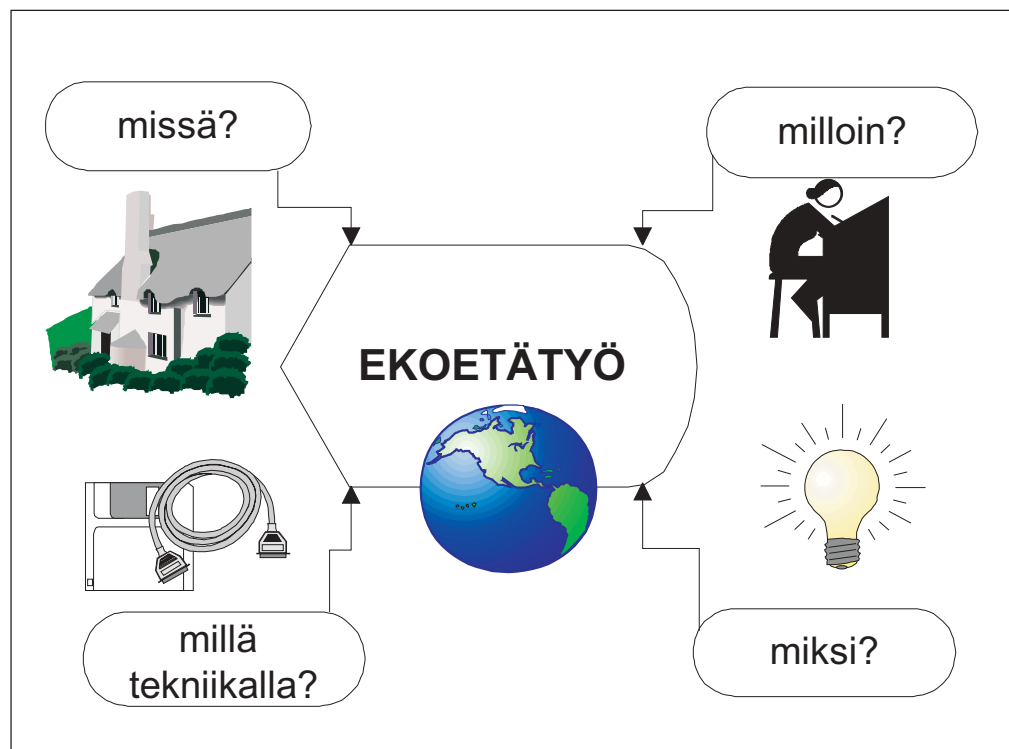 missä?
milloin?
EKOETÄTYÖ
millä
tekniikalla?
miksi?